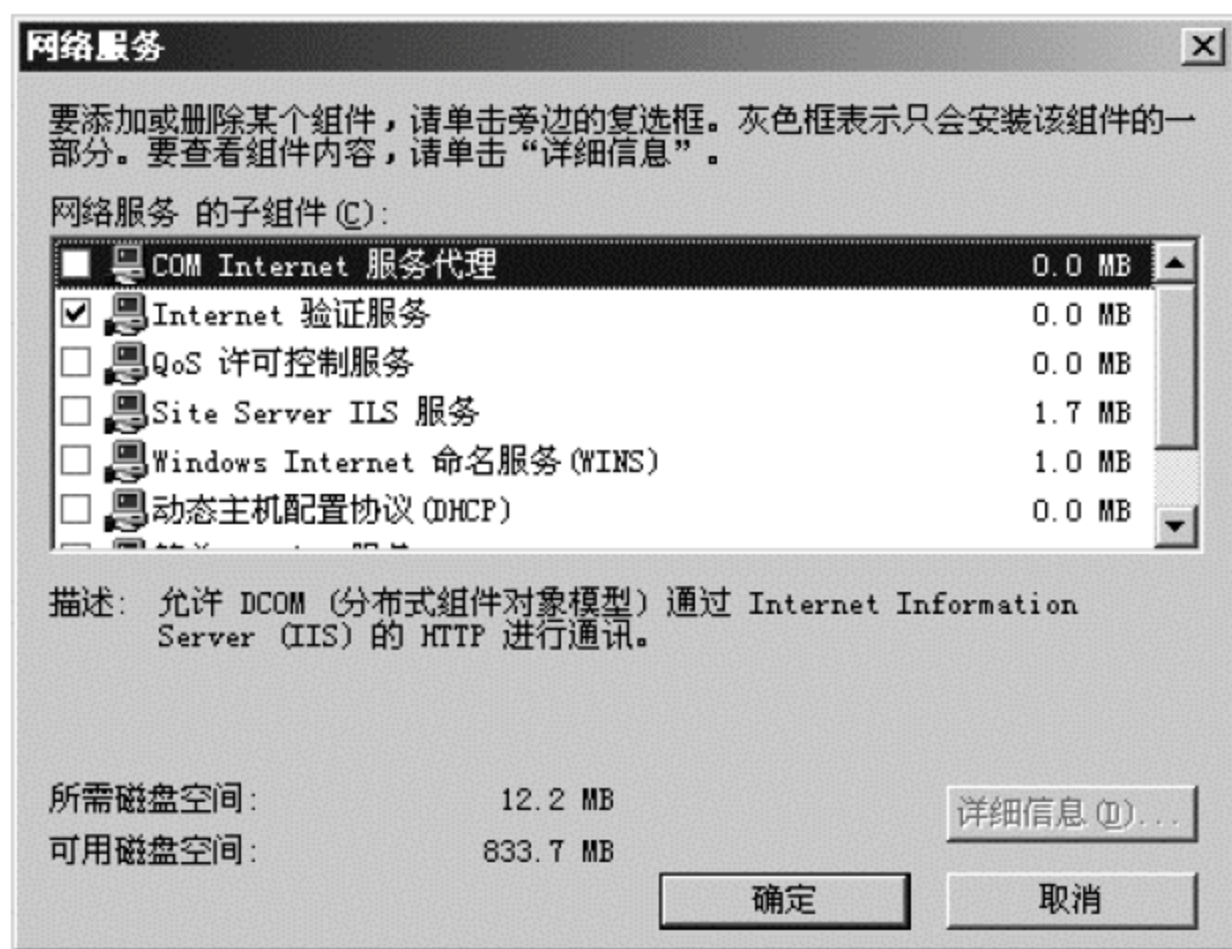 网络服务
要添加或删除某个组件，请单击旁边的复选框。灰色框表示只会安装该组件的一
部分。要查看组件内容，请单击“详细信息”。
网络服务 的子组件(C):
COM Internet 服务代理 0.0 MB
Internet 验证服务 0.0 MB
QoS 许可控制服务 0.0 MB
Site Server ILS 服务 1.7 MB
Windows Internet 命名服务(WINS) 1.0 MB
动态主机配置协议(DHCP) 0.0 MB
描述: 允许 DCOM (分布式组件对象模型) 通过 Internet Information
Server (IIS) 的 HTTP 进行通讯。
所需磁盘空间: 12.2 MB
详细信息(D)...
可用磁盘空间: 833.7 MB
确定 取消